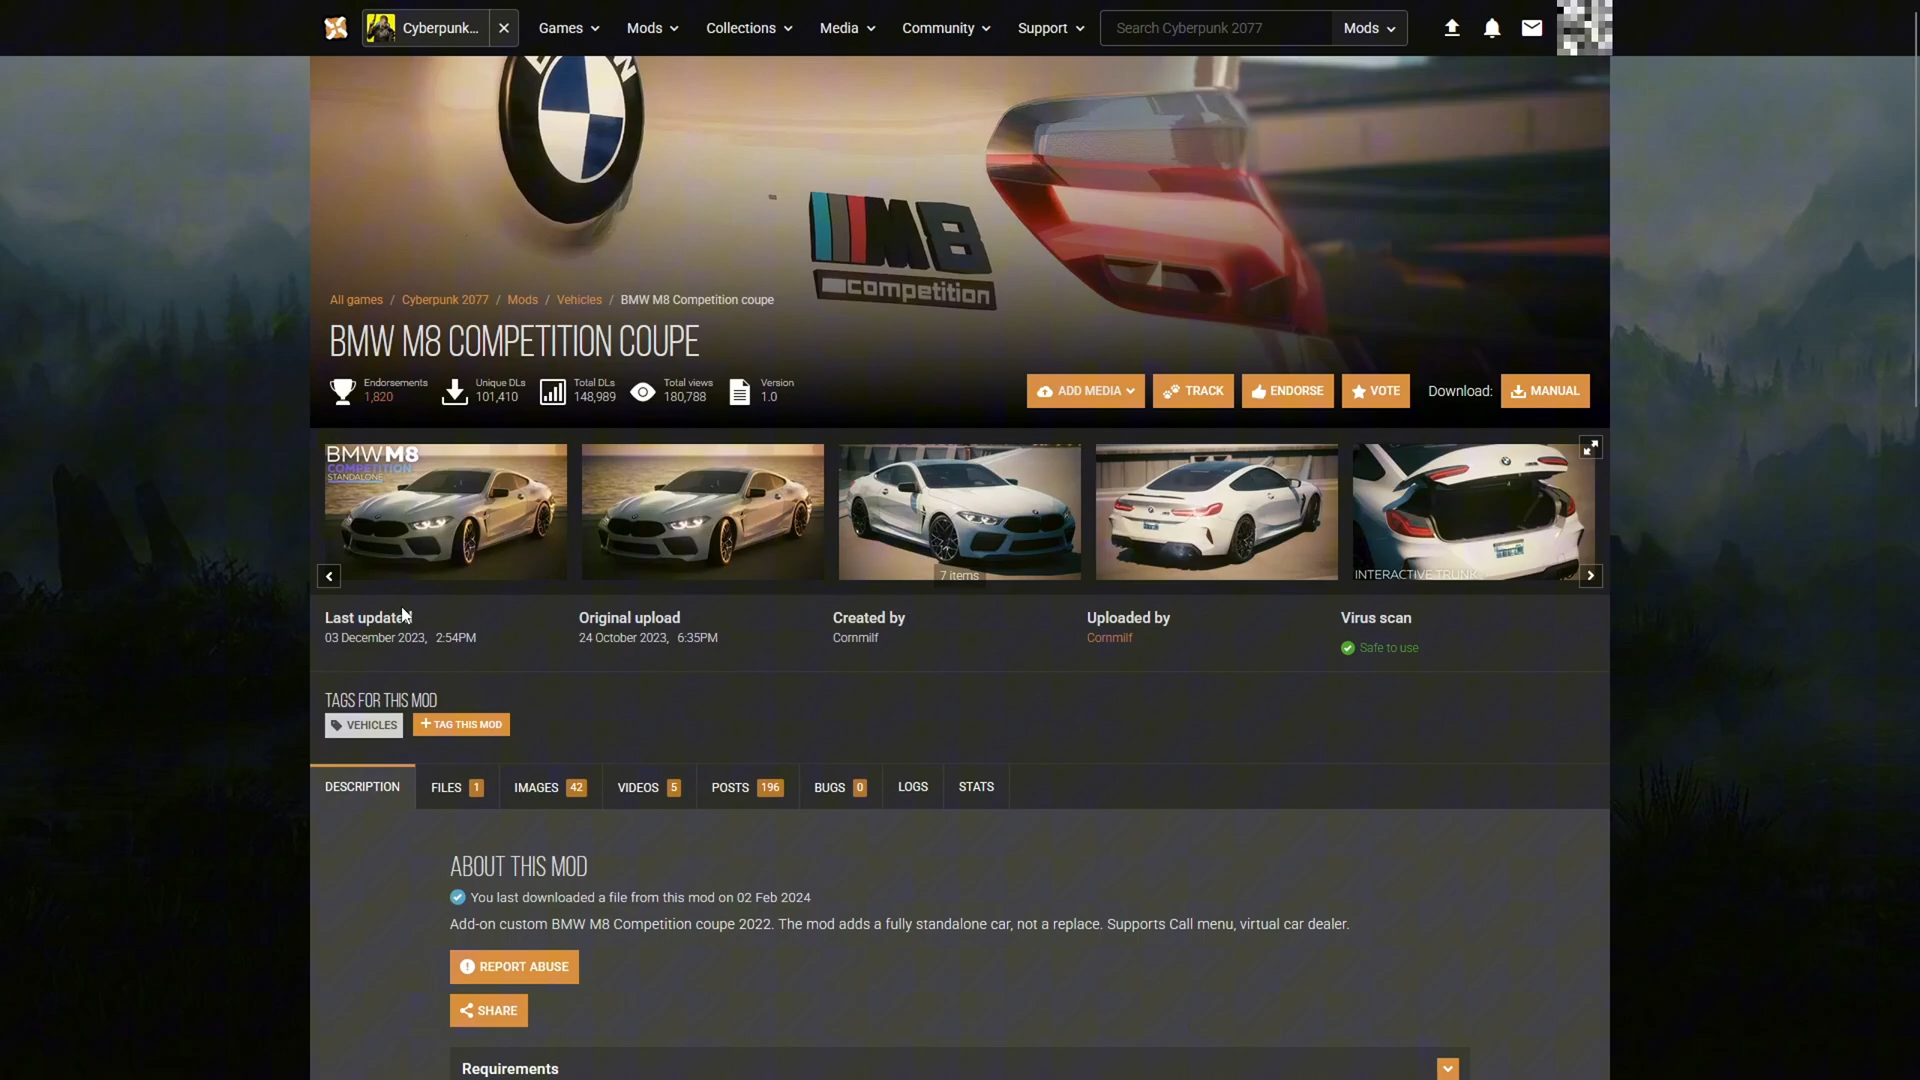 Cyberpunk...
Games
Mods
Collections
Media
Community
Support
Search Cyberpunk 2077
Mods
M8
competition
All games / Cyberpunk 2077 / Mods / Vehicles / BMW M8 Competition coupe
BMW M8 COMPETITION COUPE
Endorsements
1,820
Unique DLs
101,410
Total DLs
148,989
Total views
180,788
Version
1.0
ADD MEDIA
TRACK
ENDORSE
VOTE
Download:
MANUAL
BMW M8
COMPETITION
STANDALONE
7 items
INTERACTIVE TRUNK
Last updated
03 December 2023, 2:54PM
Original upload
24 October 2023, 6:35PM
Created by
Cornmilf
Uploaded by
Cornmilf
Virus scan
Safe to use
TAGS FOR THIS MOD
VEHICLES
+ TAG THIS MOD
DESCRIPTION
FILES 1
IMAGES 42
VIDEOS 5
POSTS 196
BUGS 0
LOGS
STATS
ABOUT THIS MOD
You last downloaded a file from this mod on 02 Feb 2024
Add-on custom BMW M8 Competition coupe 2022. The mod adds a fully standalone car, not a replace. Supports Call menu, virtual car dealer.
REPORT ABUSE
SHARE
Requirements